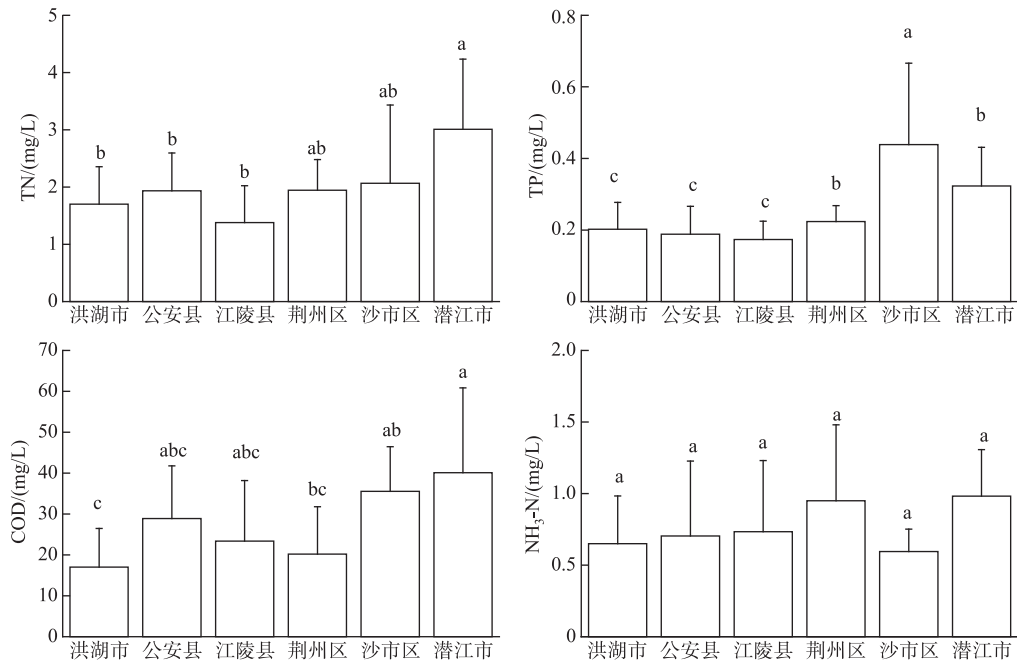 TN/(mg/L)
5
4
3
2
1
0
b
b
b
ab
ab
a
洪湖市 公安县 江陵县 荆州区 沙市区 潜江市
TP/(mg/L)
0.8
0.6
0.4
0.2
0
c
c
c
b
a
b
洪湖市 公安县 江陵县 荆州区 沙市区 潜江市
COD/(mg/L)
70
60
50
40
30
20
10
0
c
abc
abc
bc
ab
a
洪湖市 公安县 江陵县 荆州区 沙市区 潜江市
NH₃-N/(mg/L)
2.0
1.5
1.0
0.5
0
a
a
a
a
a
a
洪湖市 公安县 江陵县 荆州区 沙市区 潜江市